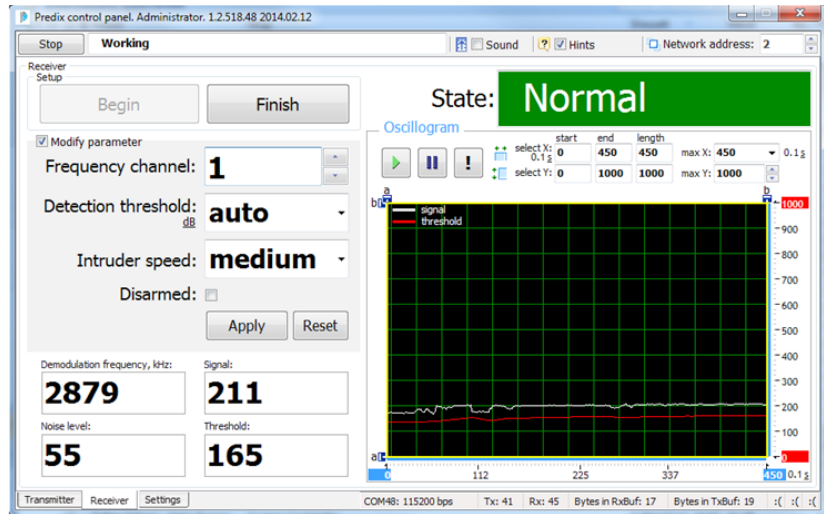 Predix control panel. Administrator. 1.2.518.48 2014.02.12
Stop Working Sound Hints Network address: 2
Receiver
Setup
Begin Finish
State: Normal
Modify parameter
Frequency channel: 1
Detection threshold: auto
dB
Intruder speed: medium
Disarmed:
Apply Reset
Demodulation frequency, kHz: Signal:
2879 211
Noise level: Threshold:
55 165
Oscillogram
start end length
select X: 0 450 450 max X: 450 0.1s
0.1s
select Y: 0 1000 1000 max Y: 1000
a b
b 1000
signal
threshold
900
800
700
600
500
400
300
200
100
a 0
0 112 225 337 450 0.1s
Transmitter Receiver Settings
COM48: 115200 bps Tx: 41 Rx: 45 Bytes in RxBuf: 17 Bytes in TxBuf: 19 :( :( :(